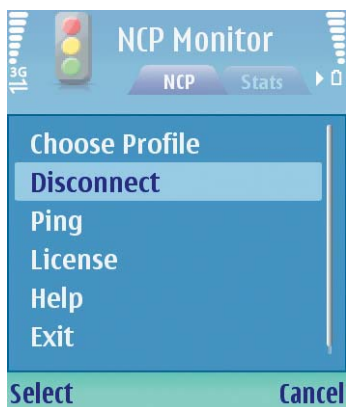 NCP Monitor
3G
NCP Stats
Choose Profile
Disconnect
Ping
License
Help
Exit
Select Cancel